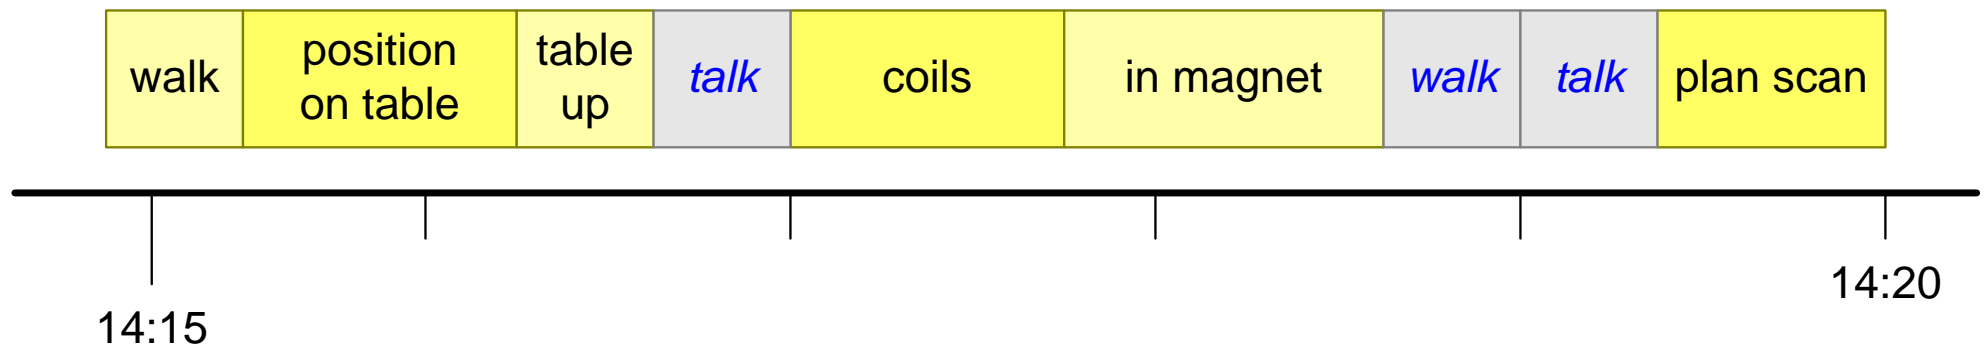 walk
position
on table
table
up
talk
coils
in magnet
walk
talk
plan scan
14:15
14:20